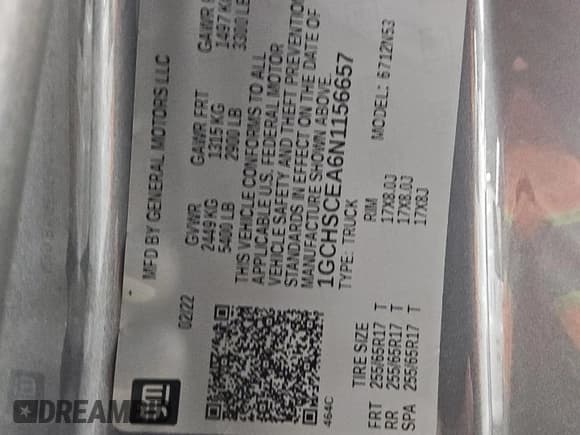 MFD BY GENERAL MOTORS LLC
02/22
GVWR GAWR FRT GAWR
2449 KG 1315 KG 1497 KG
5400 LB 2900 LB 3300 LB
THIS VEHICLE CONFORMS TO ALL
APPLICABLE U.S. FEDERAL MOTOR
VEHICLE SAFETY AND THEFT PREVENTION
STANDARDS IN EFFECT ON THE DATE OF
MANUFACTURE SHOWN ABOVE.
1GCHSCEA6N1156657
TYPE: TRUCK MODEL: 6712N53
464C
TIRE SIZE RIM
FRT 255/65R17 T 17X8.0J
RR 255/65R17 T 17X8.0J
SPA 255/65R17 T 17X8J
gm
DREAMBID